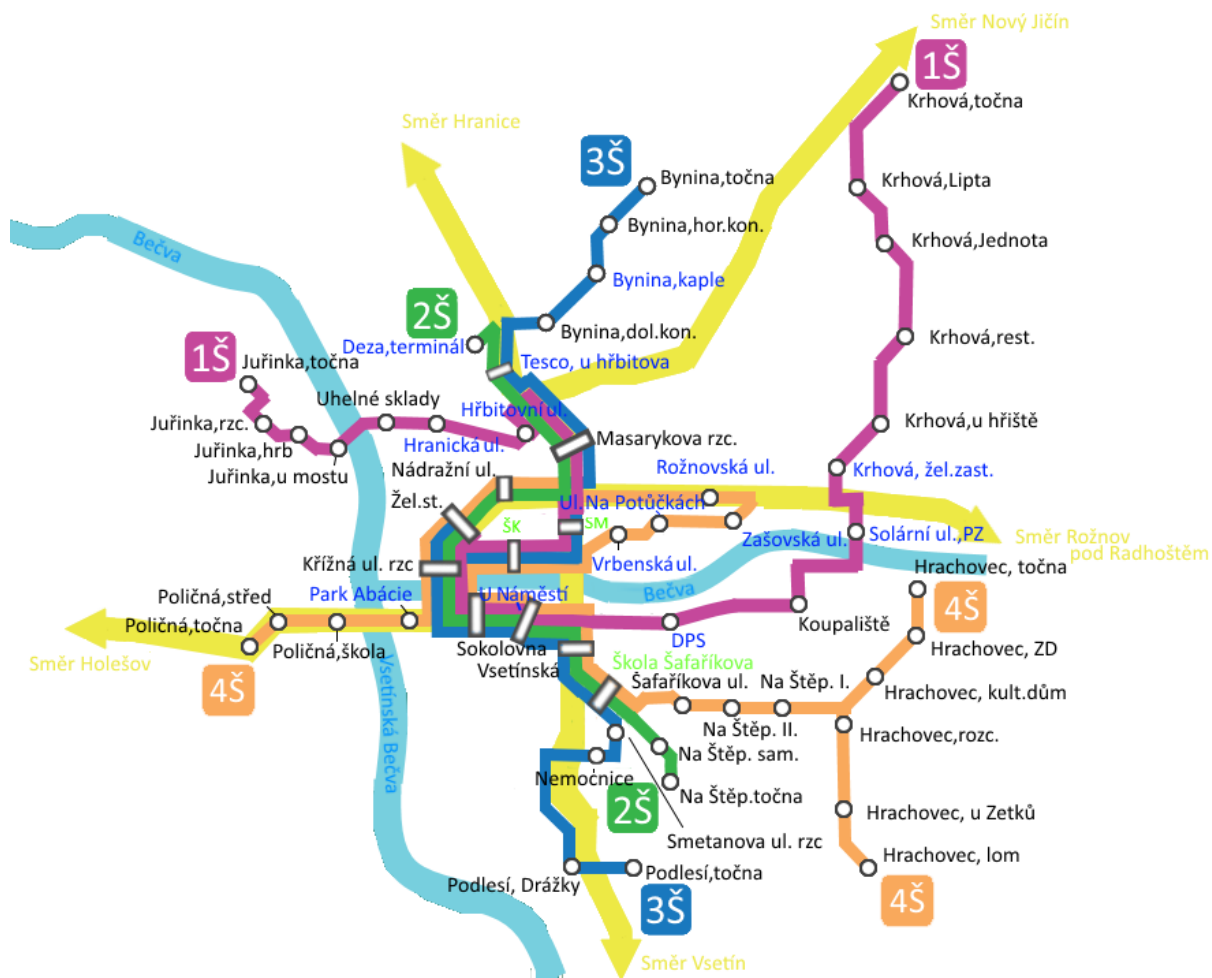 Směr Nový Jičín
1Š
Krhová,točna
Směr Hranice
3Š
Bynina,točna
Krhová,Lipta
Bynina,hor.kon.
Krhová,Jednota
Bečva
Bynina,kaple
2Š
Bynina,dol.kon.
Krhová,rest.
Deza,terminál
1Š
Juřinka,točna
Tesco, u hřbitova
Uhelné sklady
Hřbitovní ul.
Juřinka,rzc.
Krhová,u hřiště
Hranická ul.
Masarykova rzc.
Juřinka,hrb
Juřinka,u mostu
Nádražní ul.
Rožnovská ul.
Krhová, žel.zast.
Žel.st.
Ul. Na Potůčkách
ŠK
SM
Zašovská ul.
Solární ul.,PZ
Směr Rožnov
pod Radhoštěm
Křížná ul. rzc
Vrbenská ul.
Hrachovec, točna
Bečva
Poličná,střed
Park Abácie
U Náměstí
4Š
Poličná,točna
Koupaliště
Směr Holešov
Poličná,škola
Sokolovna
DPS
Hrachovec, ZD
Vsetínská
Škola Šafaříkova
4Š
Šafaříkova ul.
Na Štěp. I.
Hrachovec, kult.dům
Vsetínská Bečva
Na Štěp. II.
Hrachovec,rozc.
Na Štěp. sam.
Nemocnice
2Š
Na Štěp.točna
Hrachovec, u Zetků
Smetanova ul. rzc
Hrachovec, lom
Podlesí, Drážky
Podlesí,točna
3Š
4Š
Směr Vsetín